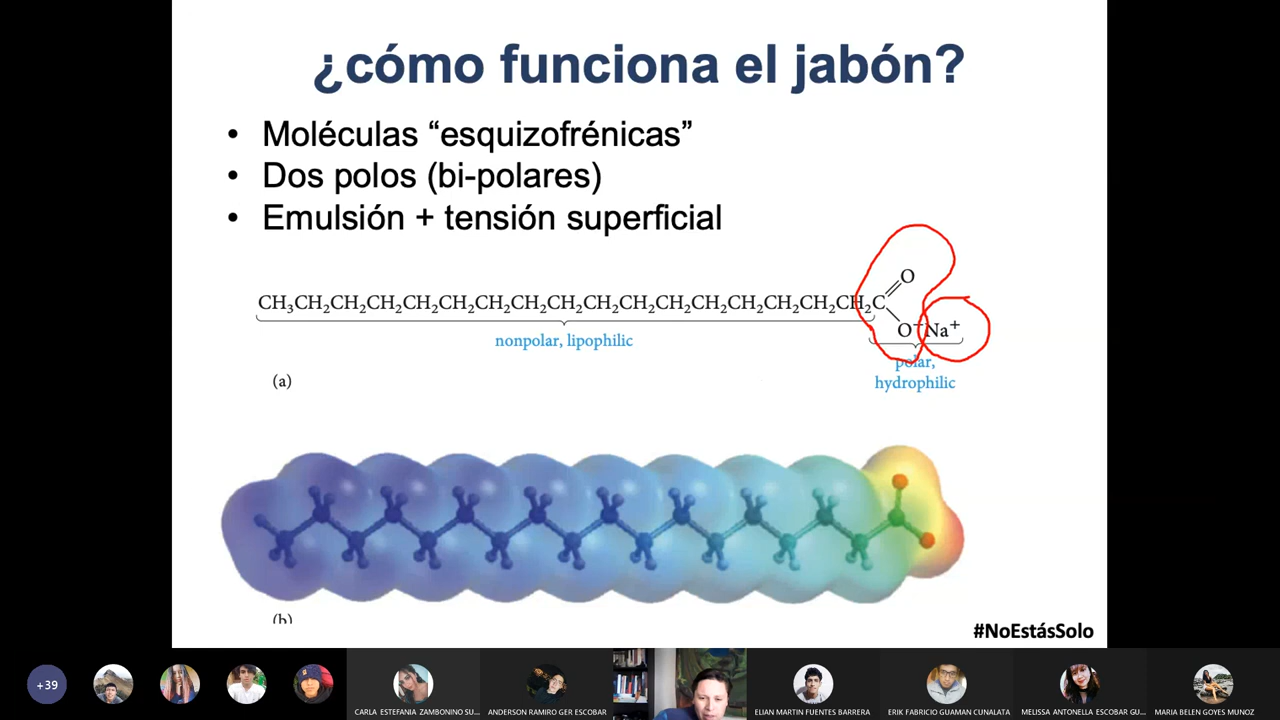 ¿cómo funciona el jabón?
• Moléculas “esquizofrénicas”
• Dos polos (bi-polares)
• Emulsión + tensión superficial
O
CH₃CH₂CH₂CH₂CH₂CH₂CH₂CH₂CH₂CH₂CH₂CH₂CH₂CH₂CH₂CH₂CH₂C
O⁻Na⁺
nonpolar, lipophilic
polar,
hydrophilic
(a)
(b)
#NoEstásSolo
+39
CARLA ESTEFANIA ZAMBONINO SU...
ANDERSON RAMIRO GER ESCOBAR
ELIAN MARTIN FUENTES BARRERA
ERIK FABRICIO GUAMAN CUNALATA
MELISSA ANTONELLA ESCOBAR GU...
MARIA BELEN GOYES MUNOZ